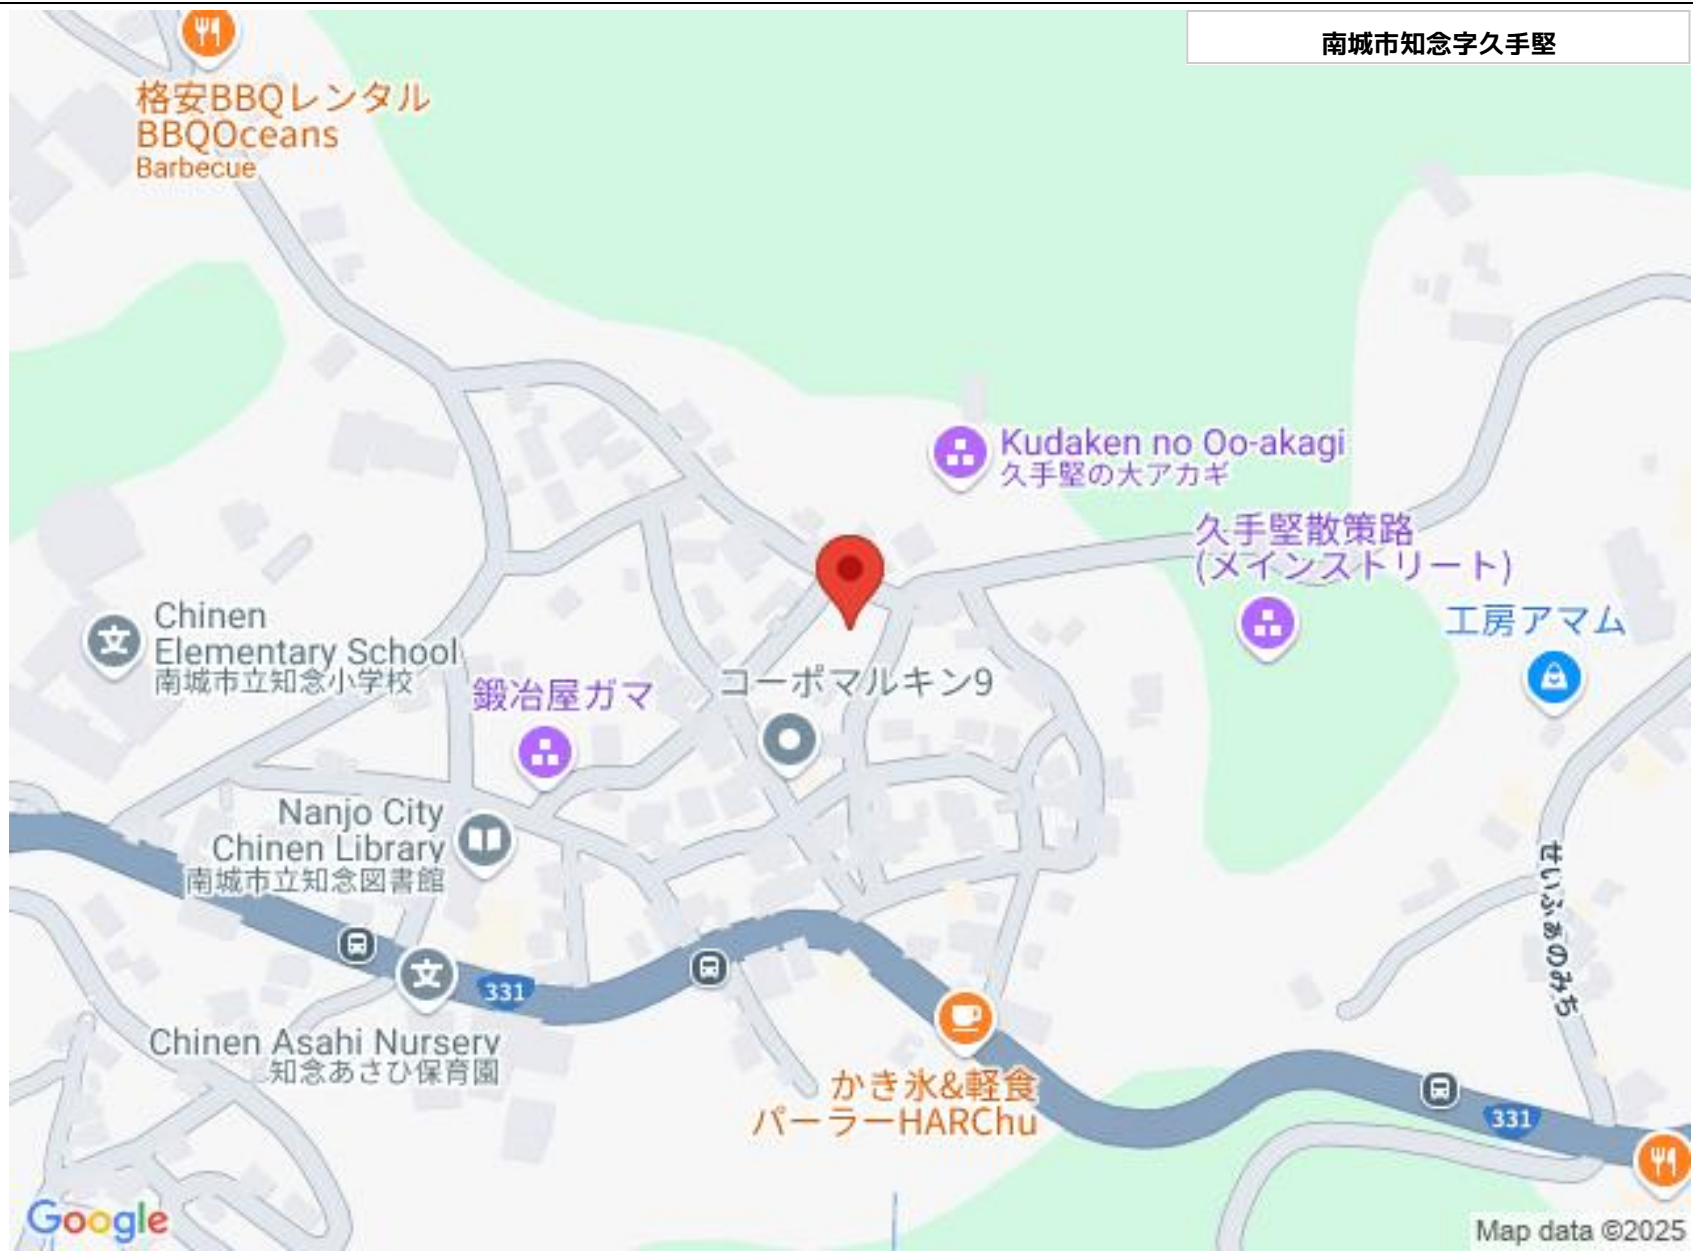 南城市知念字久手堅
格安BBQレンタル
BBQOceans
Barbecue
Kudaken no Oo-akagi
久手堅の大アカギ
久手堅散策路
(メインストリート)
工房アマム
Chinen
Elementary School
南城市立知念小学校
鍛冶屋ガマ
コーポマルキン9
Nanjo City
Chinen Library
南城市立知念図書館
せいふぁのみち
331
Chinen Asahi Nursery
知念あさひ保育園
かき氷&軽食
パーラーHARChu
331
Google
Map data ©2025